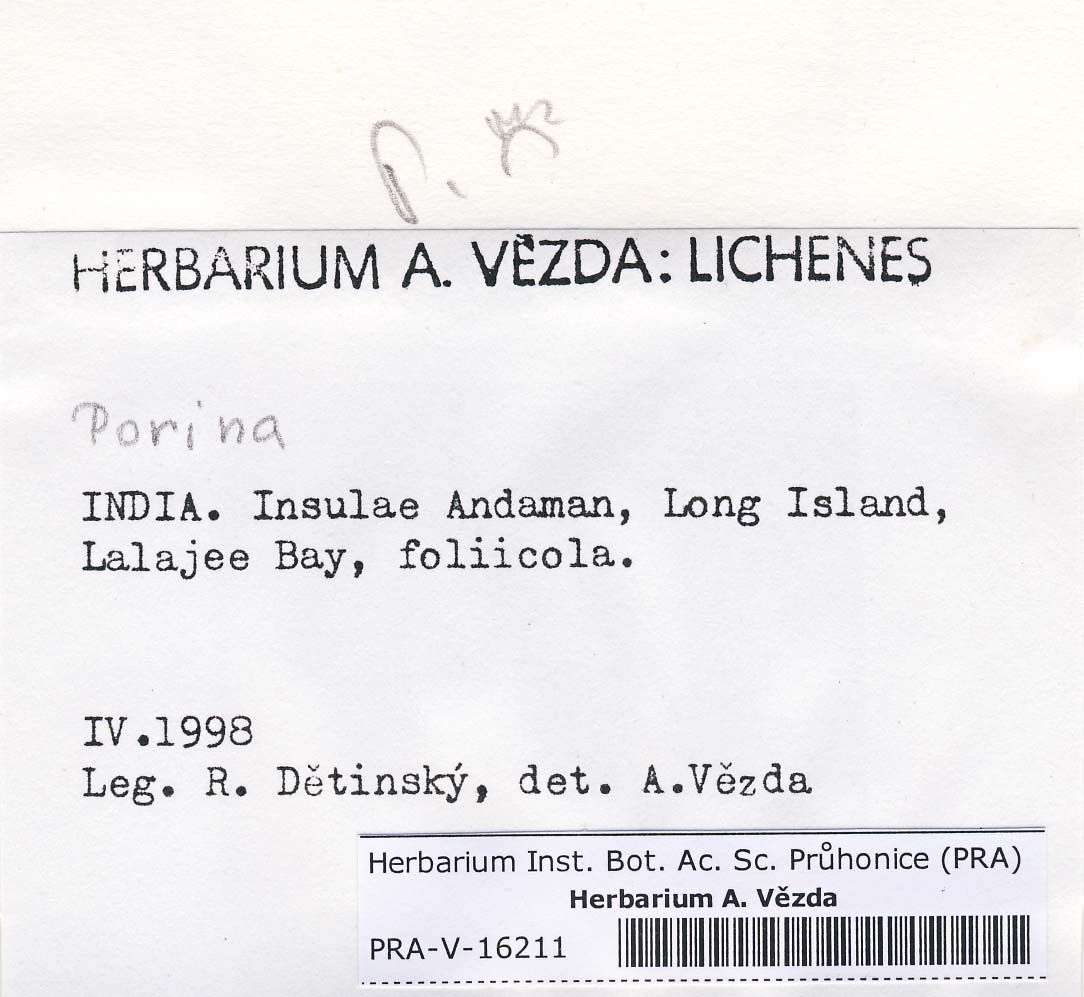 P.
HERBARIUM A. VĚZDA: LICHENES
Porina
INDIA. Insulae Andaman, Long Island,
Lalajee Bay, foliicola.
IV.1998
Leg. R. Dětinský, det. A.Vězda
Herbarium Inst. Bot. Ac. Sc. Průhonice (PRA)
Herbarium A. Vězda
PRA-V-16211